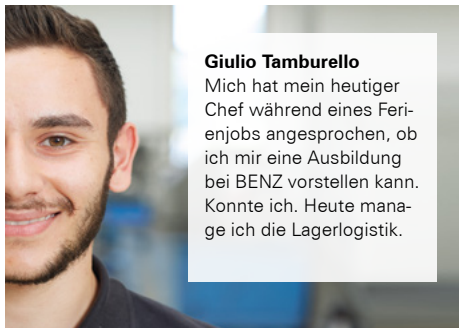 Giulio Tamburello
Mich hat mein heutiger
Chef während eines Feri-
enjobs angesprochen, ob
ich mir eine Ausbildung
bei BENZ vorstellen kann.
Konnte ich. Heute mana-
ge ich die Lagerlogistik.